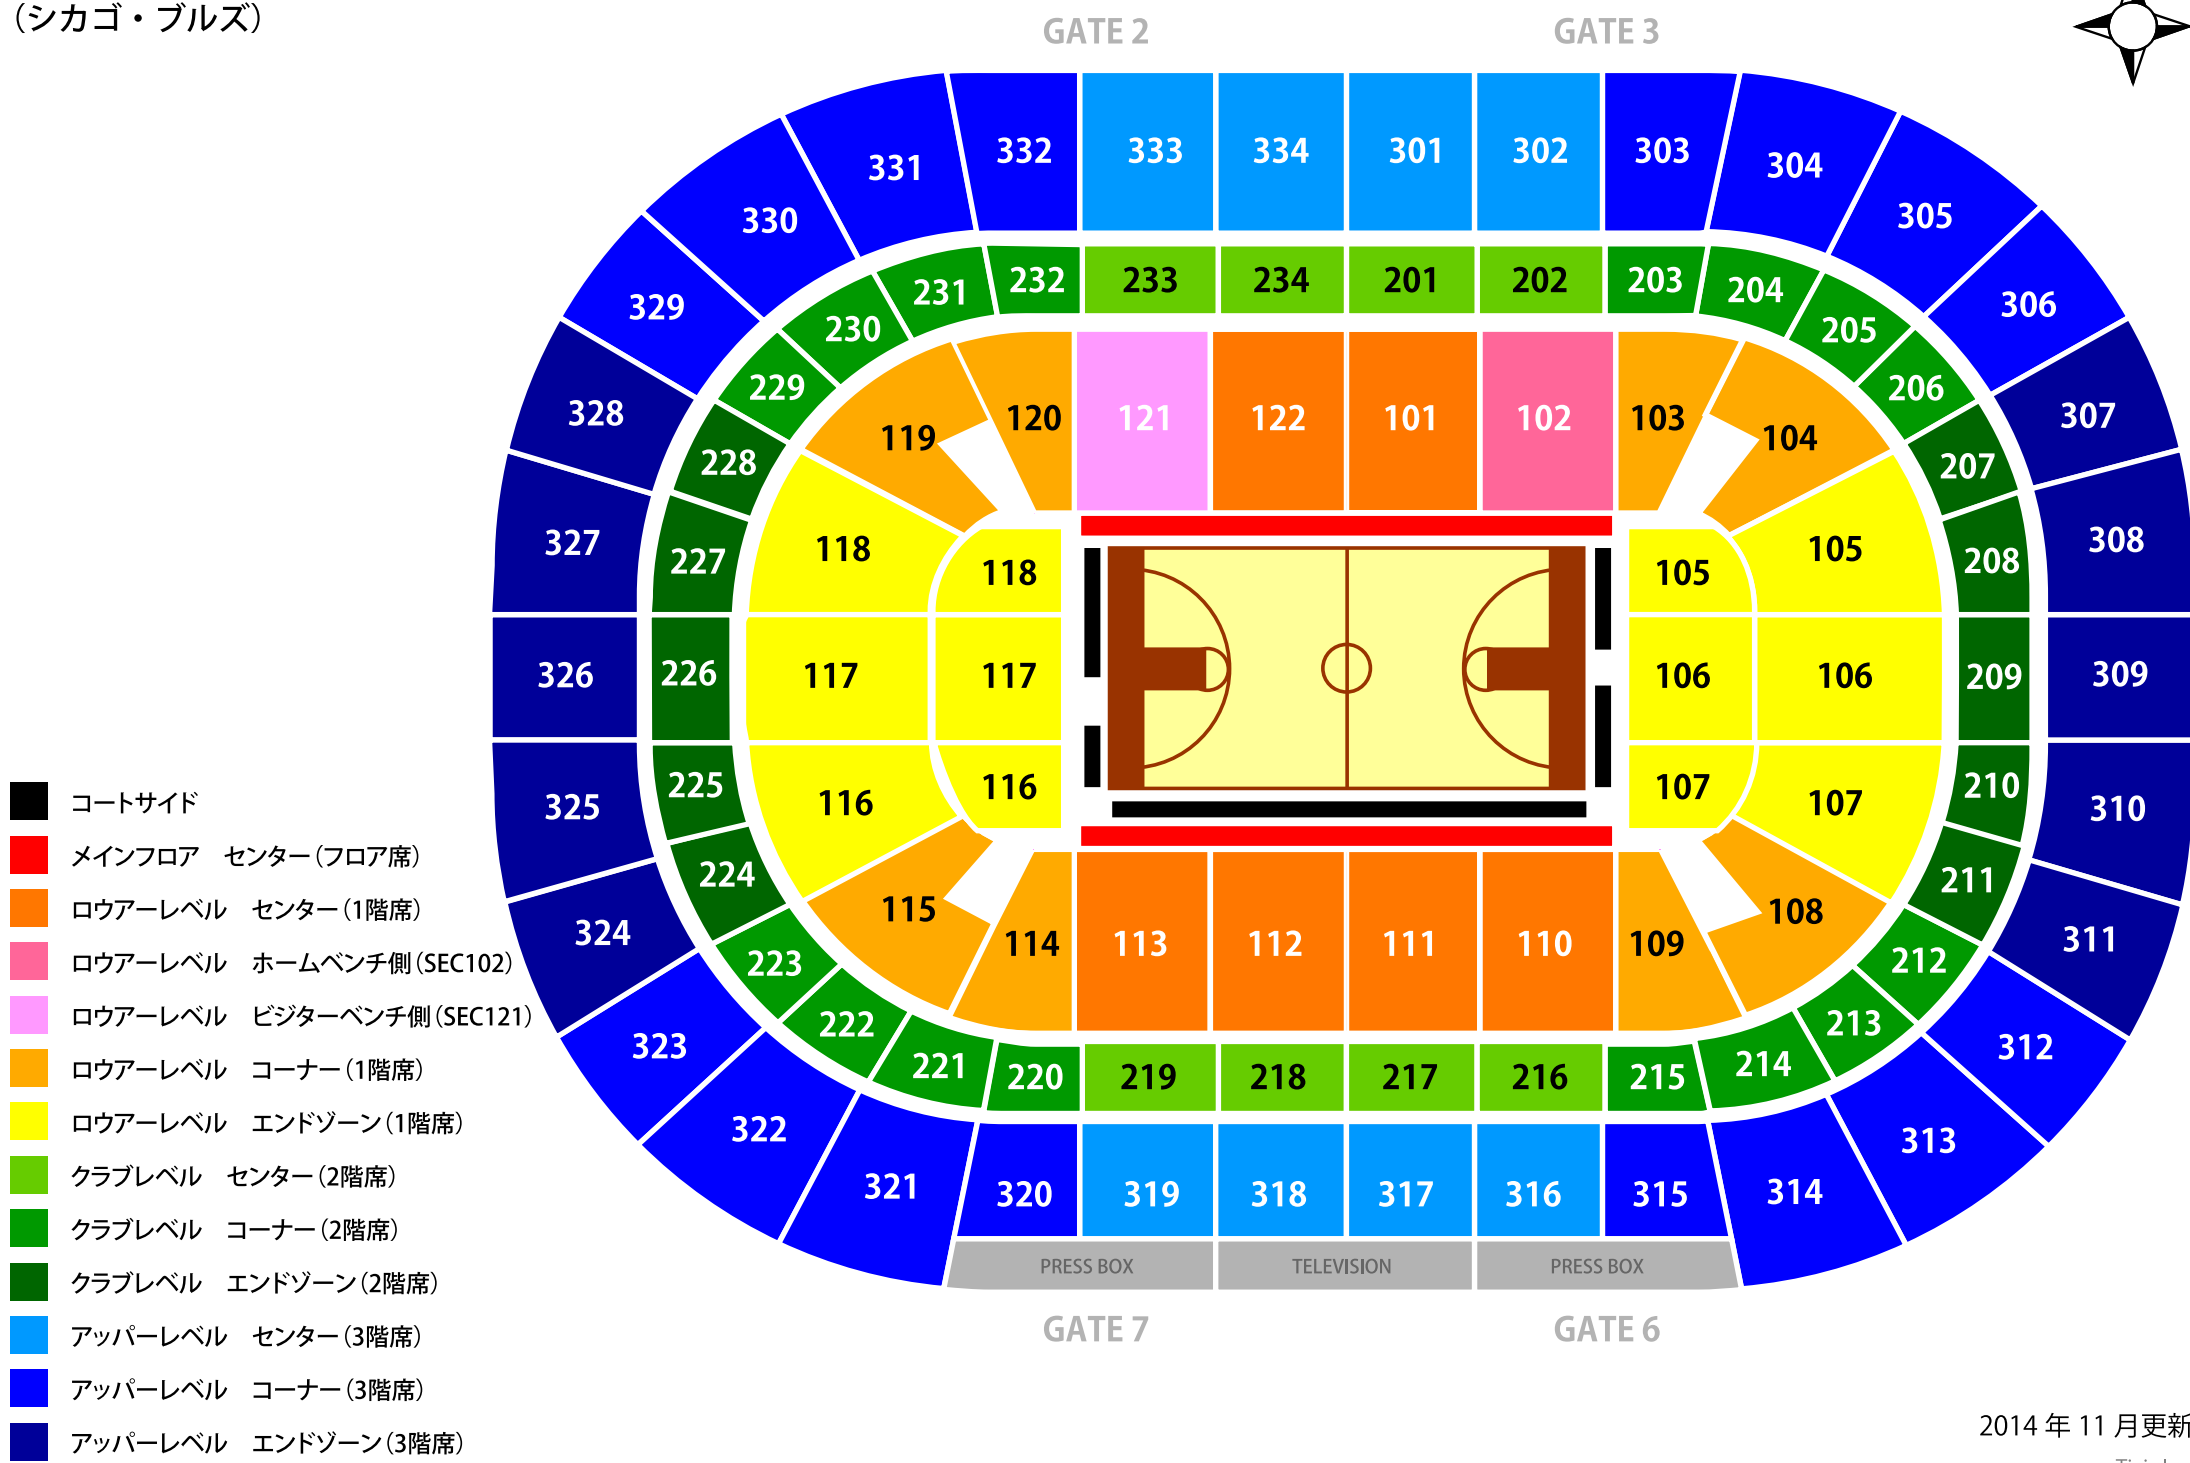 （シカゴ・ブルズ）
GATE 2 GATE 3
332 333 334 301 302 303
331 304
330 305
329 306
328 307
327 308
326 309
325 310
324 311
323 312
322 313
321 314
320 319 318 317 316 315
232 233 234 201 202 203
231 204
230 205
229 206
228 207
227 208
226 209
225 210
224 211
223 212
222 213
221 214
220 219 218 217 216 215
119 120 121 122 101 102 103 104
118 118 105 105
117 117 106 106
116 116 107 107
115 114 113 112 111 110 109 108
PRESS BOX TELEVISION PRESS BOX
GATE 7 GATE 6
コートサイド
メインフロア　センター（フロア席）
ロウアーレベル　センター（1階席）
ロウアーレベル　ホームベンチ側（SEC102）
ロウアーレベル　ビジターベンチ側（SEC121）
ロウアーレベル　コーナー（1階席）
ロウアーレベル　エンドゾーン（1階席）
クラブレベル　センター（2階席）
クラブレベル　コーナー（2階席）
クラブレベル　エンドゾーン（2階席）
アッパーレベル　センター（3階席）
アッパーレベル　コーナー（3階席）
アッパーレベル　エンドゾーン（3階席）
2014 年 11 月更新